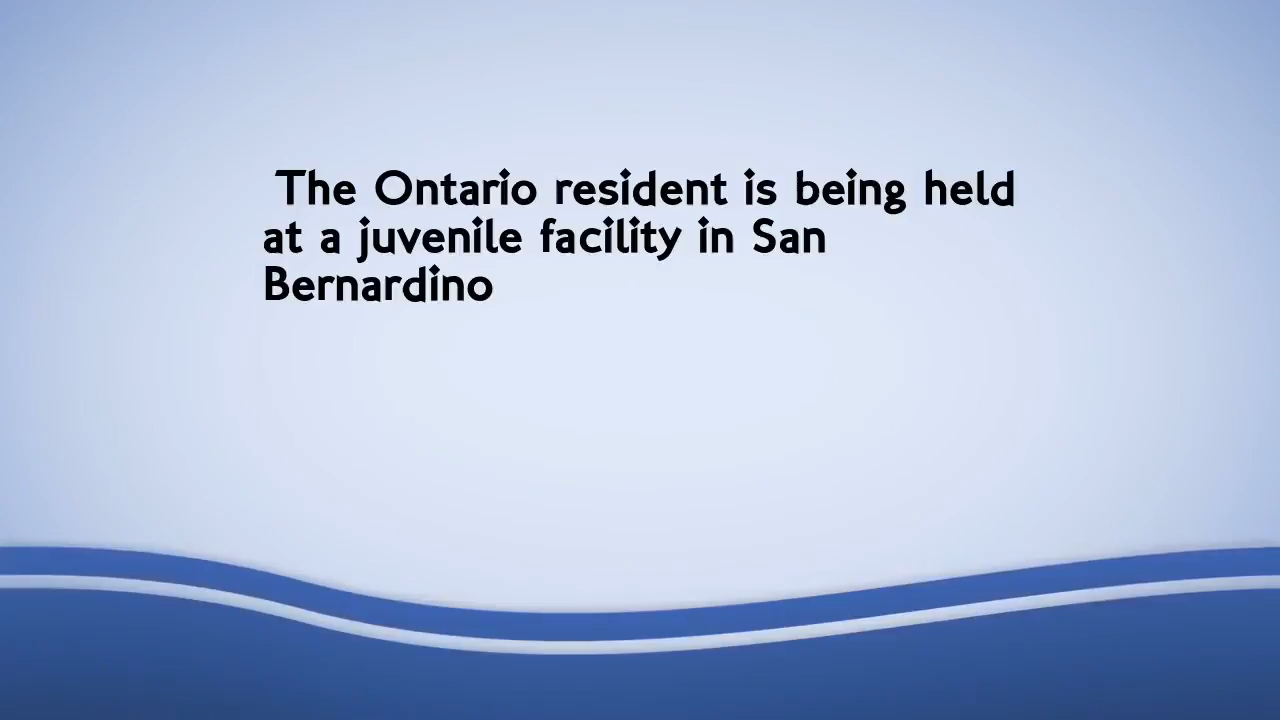 The Ontario resident is being held
at a juvenile facility in San
Bernardino